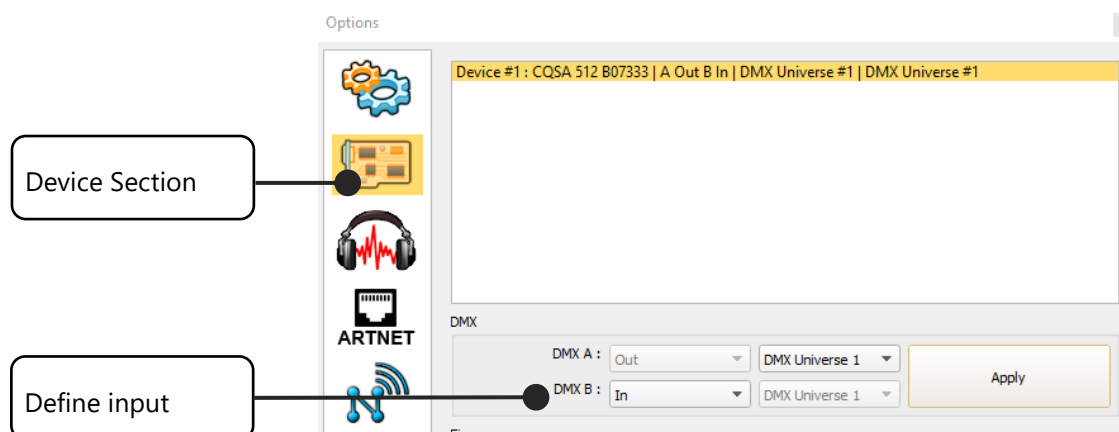 Options
Device #1 : CQSA 512 B07333 | A Out B In | DMX Universe #1 | DMX Universe #1
Device Section
ARTNET
DMX
DMX A : Out DMX Universe 1
Apply
DMX B : In DMX Universe 1
Define input